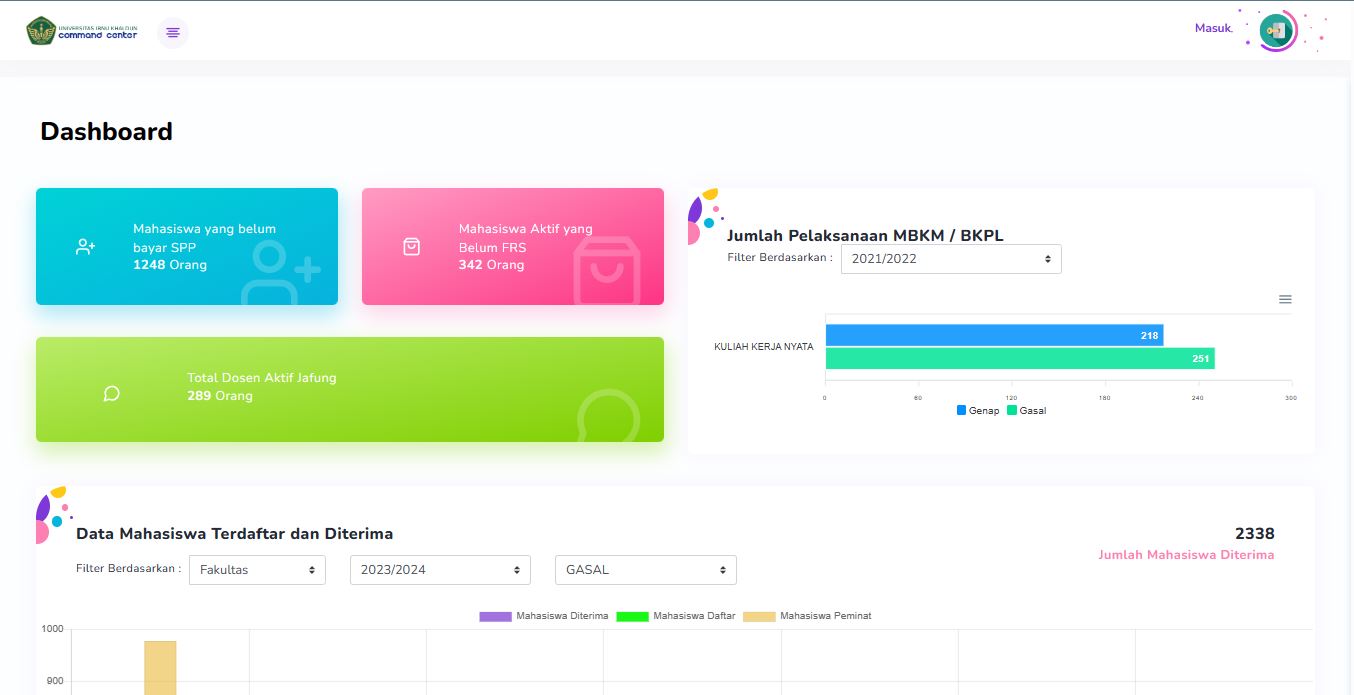 UNIVERSITAS IBNU KHALDUN
command center
Masuk.
Dashboard
Mahasiswa yang belum
bayar SPP
1248 Orang
Mahasiswa Aktif yang
Belum FRS
342 Orang
Total Dosen Aktif Jafung
289 Orang
Jumlah Pelaksanaan MBKM / BKPL
Filter Berdasarkan :
2021/2022
KULIAH KERJA NYATA
218
251
0 60 120 180 240 300
Genap Gasal
Data Mahasiswa Terdaftar dan Diterima
2338
Jumlah Mahasiswa Diterima
Filter Berdasarkan :
Fakultas
2023/2024
GASAL
Mahasiswa Diterima Mahasiswa Daftar Mahasiswa Peminat
1000
900